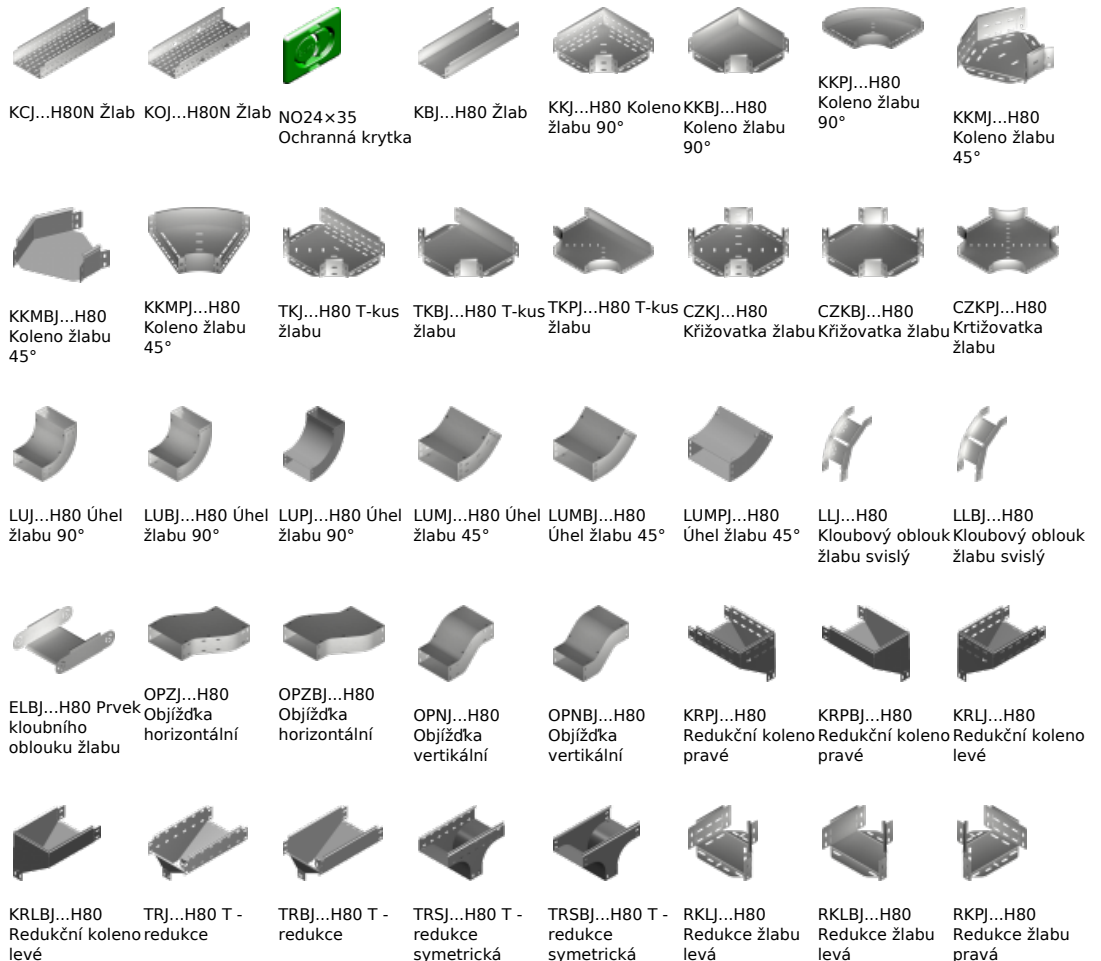 KCJ...H80N Žlab
KOJ...H80N Žlab
NO24×35
Ochranná krytka
KBJ...H80 Žlab
KKJ...H80 Koleno
žlabu 90°
KKBJ...H80
Koleno žlabu
90°
KKPJ...H80
Koleno žlabu
90°
KKMJ...H80
Koleno žlabu
45°
KKMBJ...H80
Koleno žlabu
45°
KKMPJ...H80
Koleno žlabu
45°
TKJ...H80 T-kus
žlabu
TKBJ...H80 T-kus
žlabu
TKPJ...H80 T-kus
žlabu
CZKJ...H80
Křižovatka žlabu
CZKBJ...H80
Křižovatka žlabu
CZKPJ...H80
Krtižovatka
žlabu
LUJ...H80 Úhel
žlabu 90°
LUBJ...H80 Úhel
žlabu 90°
LUPJ...H80 Úhel
žlabu 90°
LUMJ...H80 Úhel
žlabu 45°
LUMBJ...H80
Úhel žlabu 45°
LUMPJ...H80
Úhel žlabu 45°
LLJ...H80
Kloubový oblouk
žlabu svislý
LLBJ...H80
Kloubový oblouk
žlabu svislý
ELBJ...H80 Prvek
kloubního
oblouku žlabu
OPZJ...H80
Objížďka
horizontální
OPZBJ...H80
Objížďka
horizontální
OPNJ...H80
Objížďka
vertikální
OPNBJ...H80
Objížďka
vertikální
KRPJ...H80
Redukční koleno
pravé
KRPBJ...H80
Redukční koleno
pravé
KRLJ...H80
Redukční koleno
levé
KRLBJ...H80
Redukční koleno
levé
TRJ...H80 T -
redukce
TRBJ...H80 T -
redukce
TRSJ...H80 T -
redukce
symetrická
TRSBJ...H80 T -
redukce
symetrická
RKLJ...H80
Redukce žlabu
levá
RKLBJ...H80
Redukce žlabu
levá
RKPJ...H80
Redukce žlabu
pravá